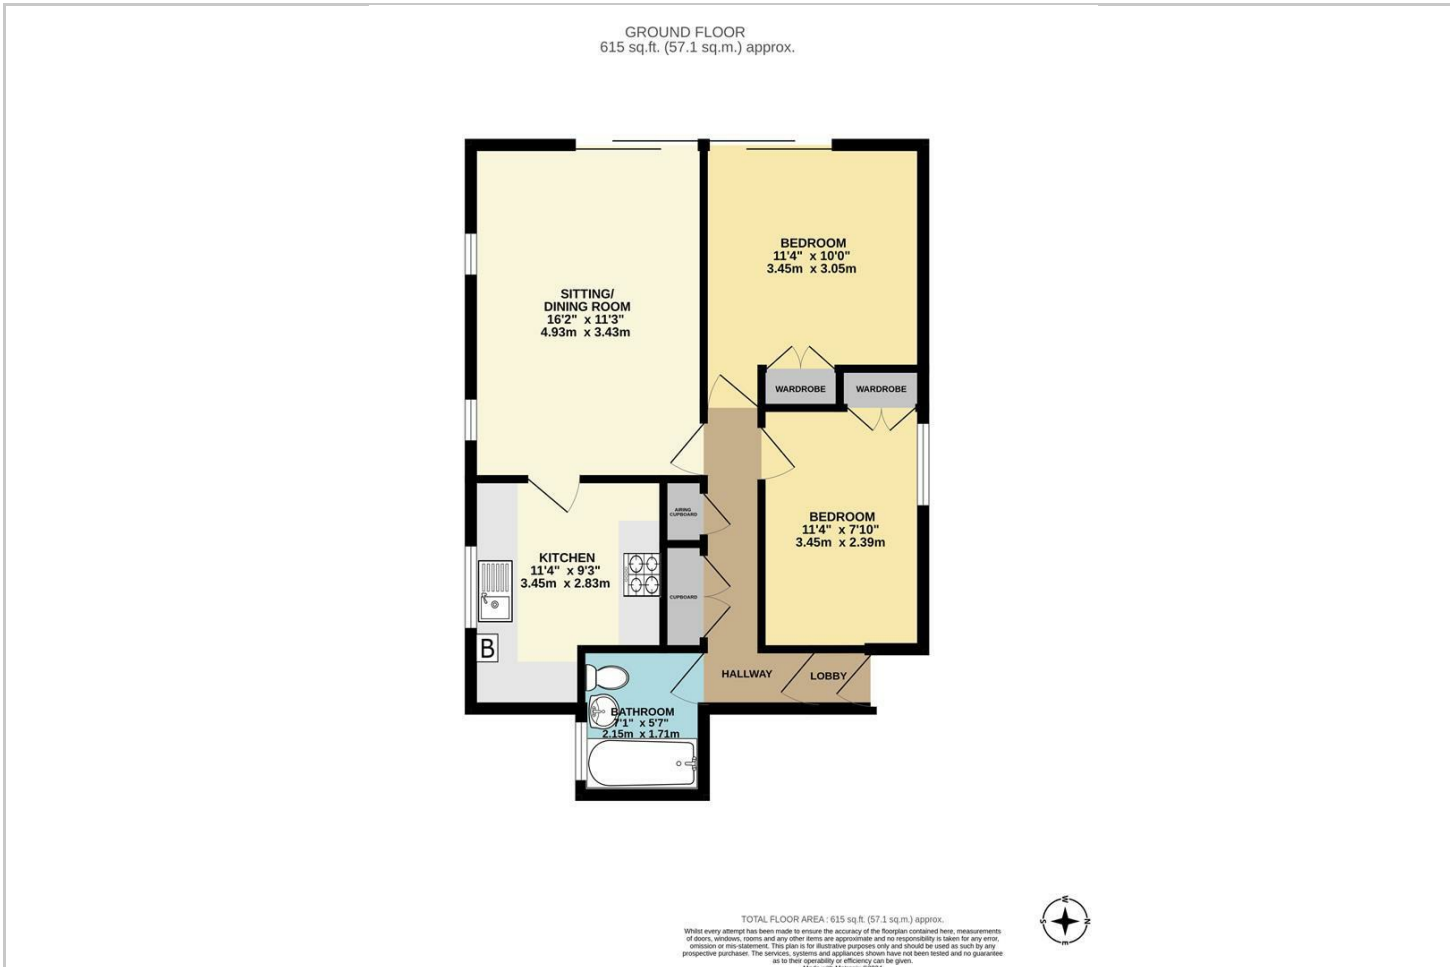 GROUND FLOOR
615 sq.ft. (57.1 sq.m.) approx.
BEDROOM
11'4" x 10'0"
3.45m x 3.05m
SITTING/
DINING ROOM
16'2" x 11'3"
4.93m x 3.43m
WARDROBE
WARDROBE
AIRING
CUPBOARD
BEDROOM
11'4" x 7'10"
3.45m x 2.39m
KITCHEN
11'4" x 9'3"
3.45m x 2.83m
CUPBOARD
B
HALLWAY
LOBBY
BATHROOM
7'1" x 5'7"
2.15m x 1.71m
TOTAL FLOOR AREA : 615 sq.ft. (57.1 sq.m.) approx.
Whilst every attempt has been made to ensure the accuracy of the floorplan contained here, measurements
of doors, windows, rooms and any other items are approximate and no responsibility is taken for any error,
omission or mis-statement. This plan is for illustrative purposes only and should be used as such by any
prospective purchaser. The services, systems and appliances shown have not been tested and no guarantee
as to their operability or efficiency can be given.
W
S
N
E